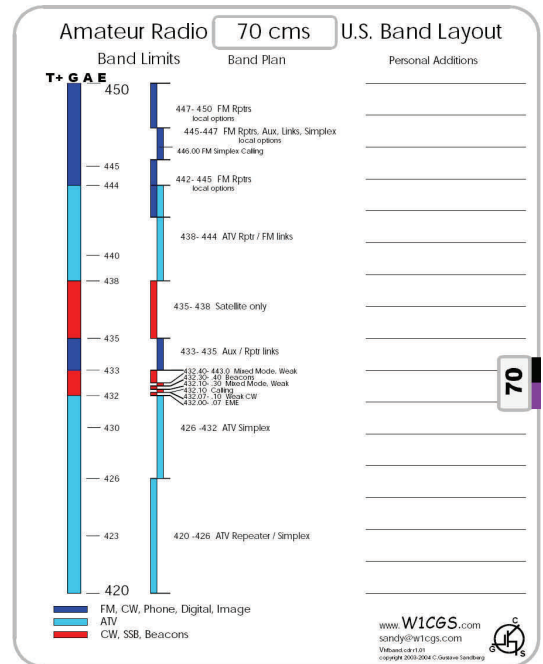 Amateur Radio 70 cms U.S. Band Layout
Band Limits Band Plan Personal Additions
T+ G A E
450
447- 450 FM Rptrs
local options
445-447 FM Rptrs, Aux, Links, Simplex
local options
446.00 FM Simplex Calling
445
442- 445 FM Rptrs
local options
444
438- 444 ATV Rptr / FM links
440
438
435- 438 Satellite only
435
433- 435 Aux / Rptr links
433
432.40- 443.0 Mixed Mode, Weak
432.30- .40 Beacons
432.10- .30 Mixed Mode, Weak
432.10 Calling
432.07- .10 Weak CW
432.00- .07 EME
432
430
426 -432 ATV Simplex
426
423
420 -426 ATV Repeater / Simplex
420
70
FM, CW, Phone, Digital, Image
ATV
CW, SSB, Beacons
www.W1CGS.com
sandy@w1cgs.com
Vhfband.cdr v1.01
copyright 2003-2004 C.Gustave Sandberg
C
G
S